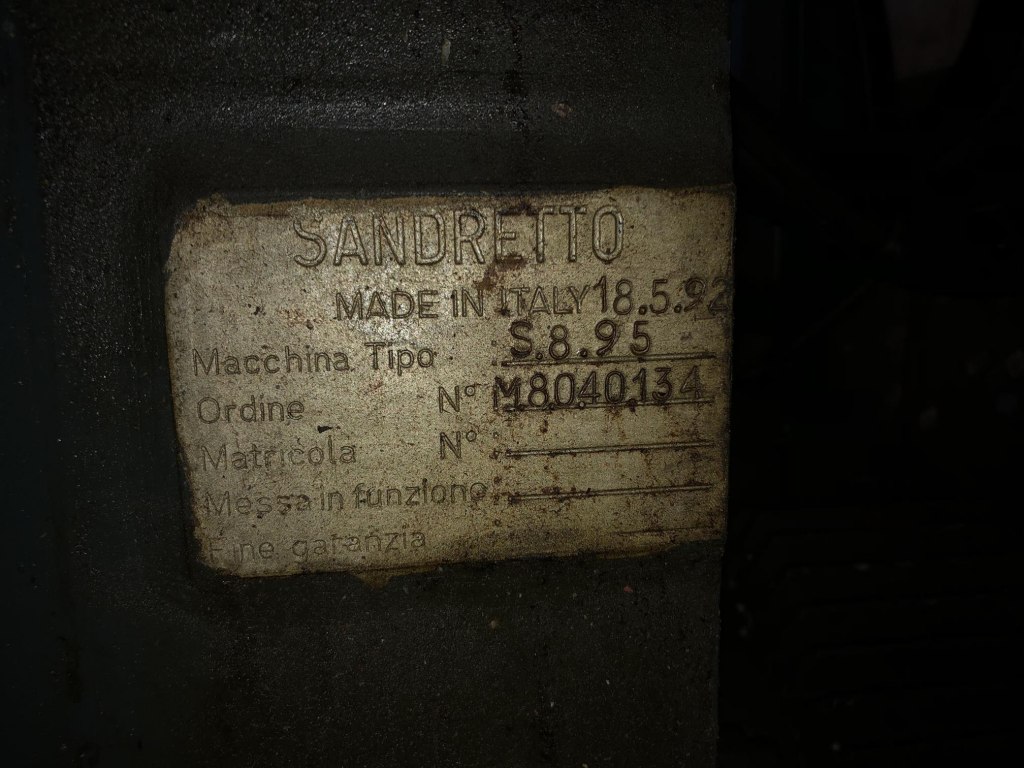 SANDRETTO
MADE IN ITALY 18.5.92
Macchina Tipo S.8.95
Ordine N° M8040134
Matricola N°
Messa in funzione
Fine garanzia